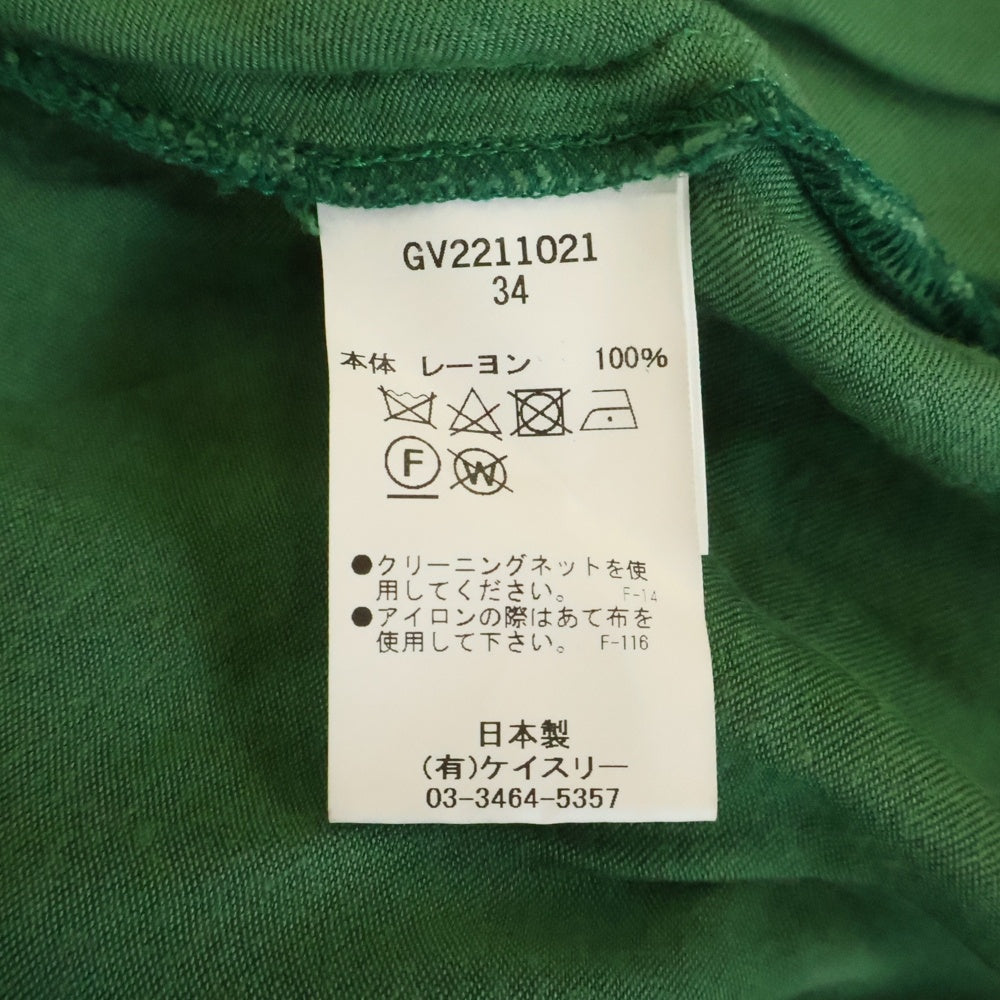 GV2211021
34
本体 レーヨン 100%
F W
●クリーニングネットを使
用してください。 F-14
●アイロンの際はあて布を
使用して下さい。 F-116
日本製
(有)ケイスリー
03-3464-5357